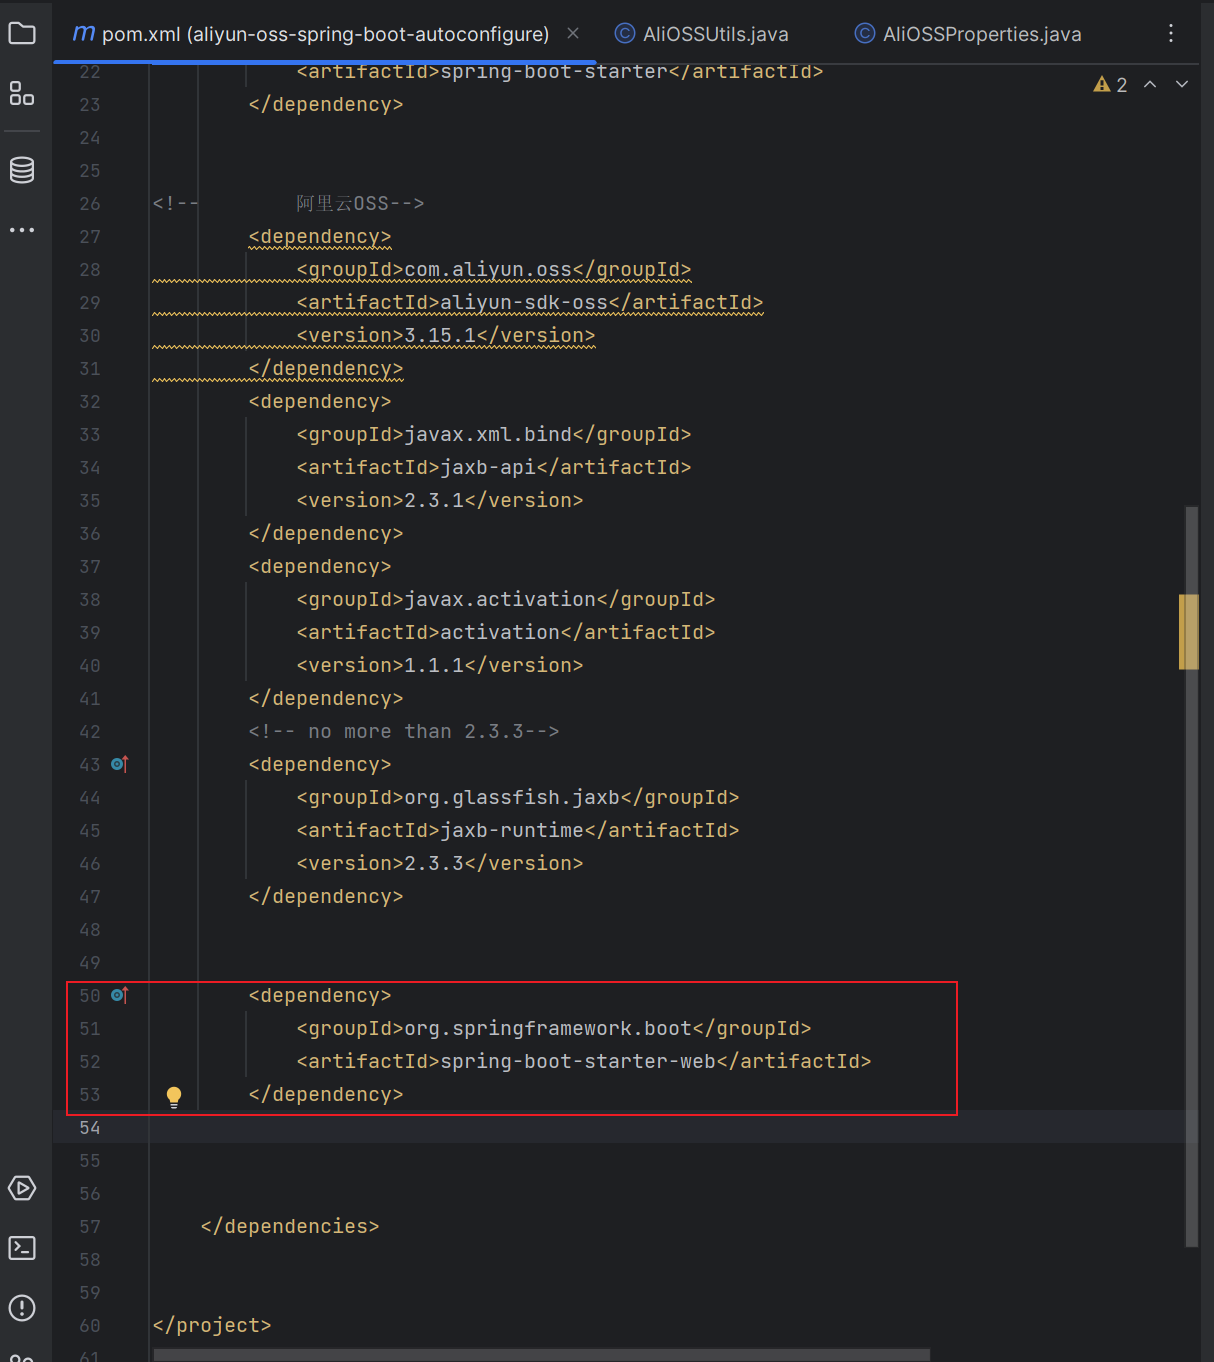 pom.xml (aliyun-oss-spring-boot-autoconfigure) AliOSSUtils.java AliOSSProperties.java
22 <artifactId>spring-boot-starter</artifactId>
2
23 </dependency>
24
25
26 <!-- 阿里云OSS-->
27 <dependency>
28 <groupId>com.aliyun.oss</groupId>
29 <artifactId>aliyun-sdk-oss</artifactId>
30 <version>3.15.1</version>
31 </dependency>
32 <dependency>
33 <groupId>javax.xml.bind</groupId>
34 <artifactId>jaxb-api</artifactId>
35 <version>2.3.1</version>
36 </dependency>
37 <dependency>
38 <groupId>javax.activation</groupId>
39 <artifactId>activation</artifactId>
40 <version>1.1.1</version>
41 </dependency>
42 <!-- no more than 2.3.3-->
43 <dependency>
44 <groupId>org.glassfish.jaxb</groupId>
45 <artifactId>jaxb-runtime</artifactId>
46 <version>2.3.3</version>
47 </dependency>
48
49
50 <dependency>
51 <groupId>org.springframework.boot</groupId>
52 <artifactId>spring-boot-starter-web</artifactId>
53 </dependency>
54
55
56
57 </dependencies>
58
59
60 </project>
61